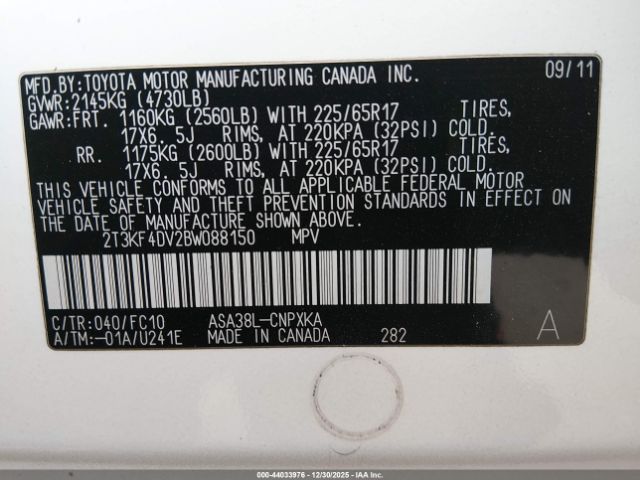 MFD.BY:TOYOTA MOTOR MANUFACTURING CANADA INC. 09/11
GVWR:2145KG (4730LB)
GAWR:FRT. 1160KG (2560LB) WITH 225/65R17 TIRES,
17X6. 5J RIMS, AT 220KPA (32PSI) COLD.
RR. 1175KG (2600LB) WITH 225/65R17 TIRES,
17X6. 5J RIMS, AT 220KPA (32PSI) COLD.
THIS VEHICLE CONFORMS TO ALL APPLICABLE FEDERAL MOTOR
VEHICLE SAFETY AND THEFT PREVENTION STANDARDS IN EFFECT ON
THE DATE OF MANUFACTURE SHOWN ABOVE.
2T3KF4DV2BW088150 MPV
C/TR:040/FC10 ASA38L-CNPXKA
A/TM:-01A/U241E MADE IN CANADA 282 A
000-44033976 - 12/30/2025 - IAAI.COM